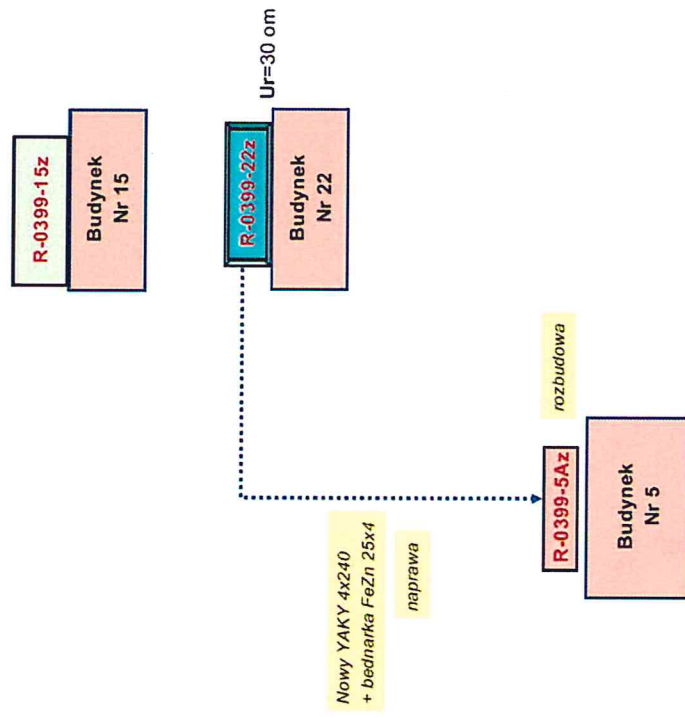 R-0399-15z
Budynek
Nr 15
R-0399-22z
Ur=30 om
Budynek
Nr 22
Nowy YAKY 4x240
+ bednarka FeZn 25x4
naprawa
rozbudowa
R-0399-5Az
Budynek
Nr 5